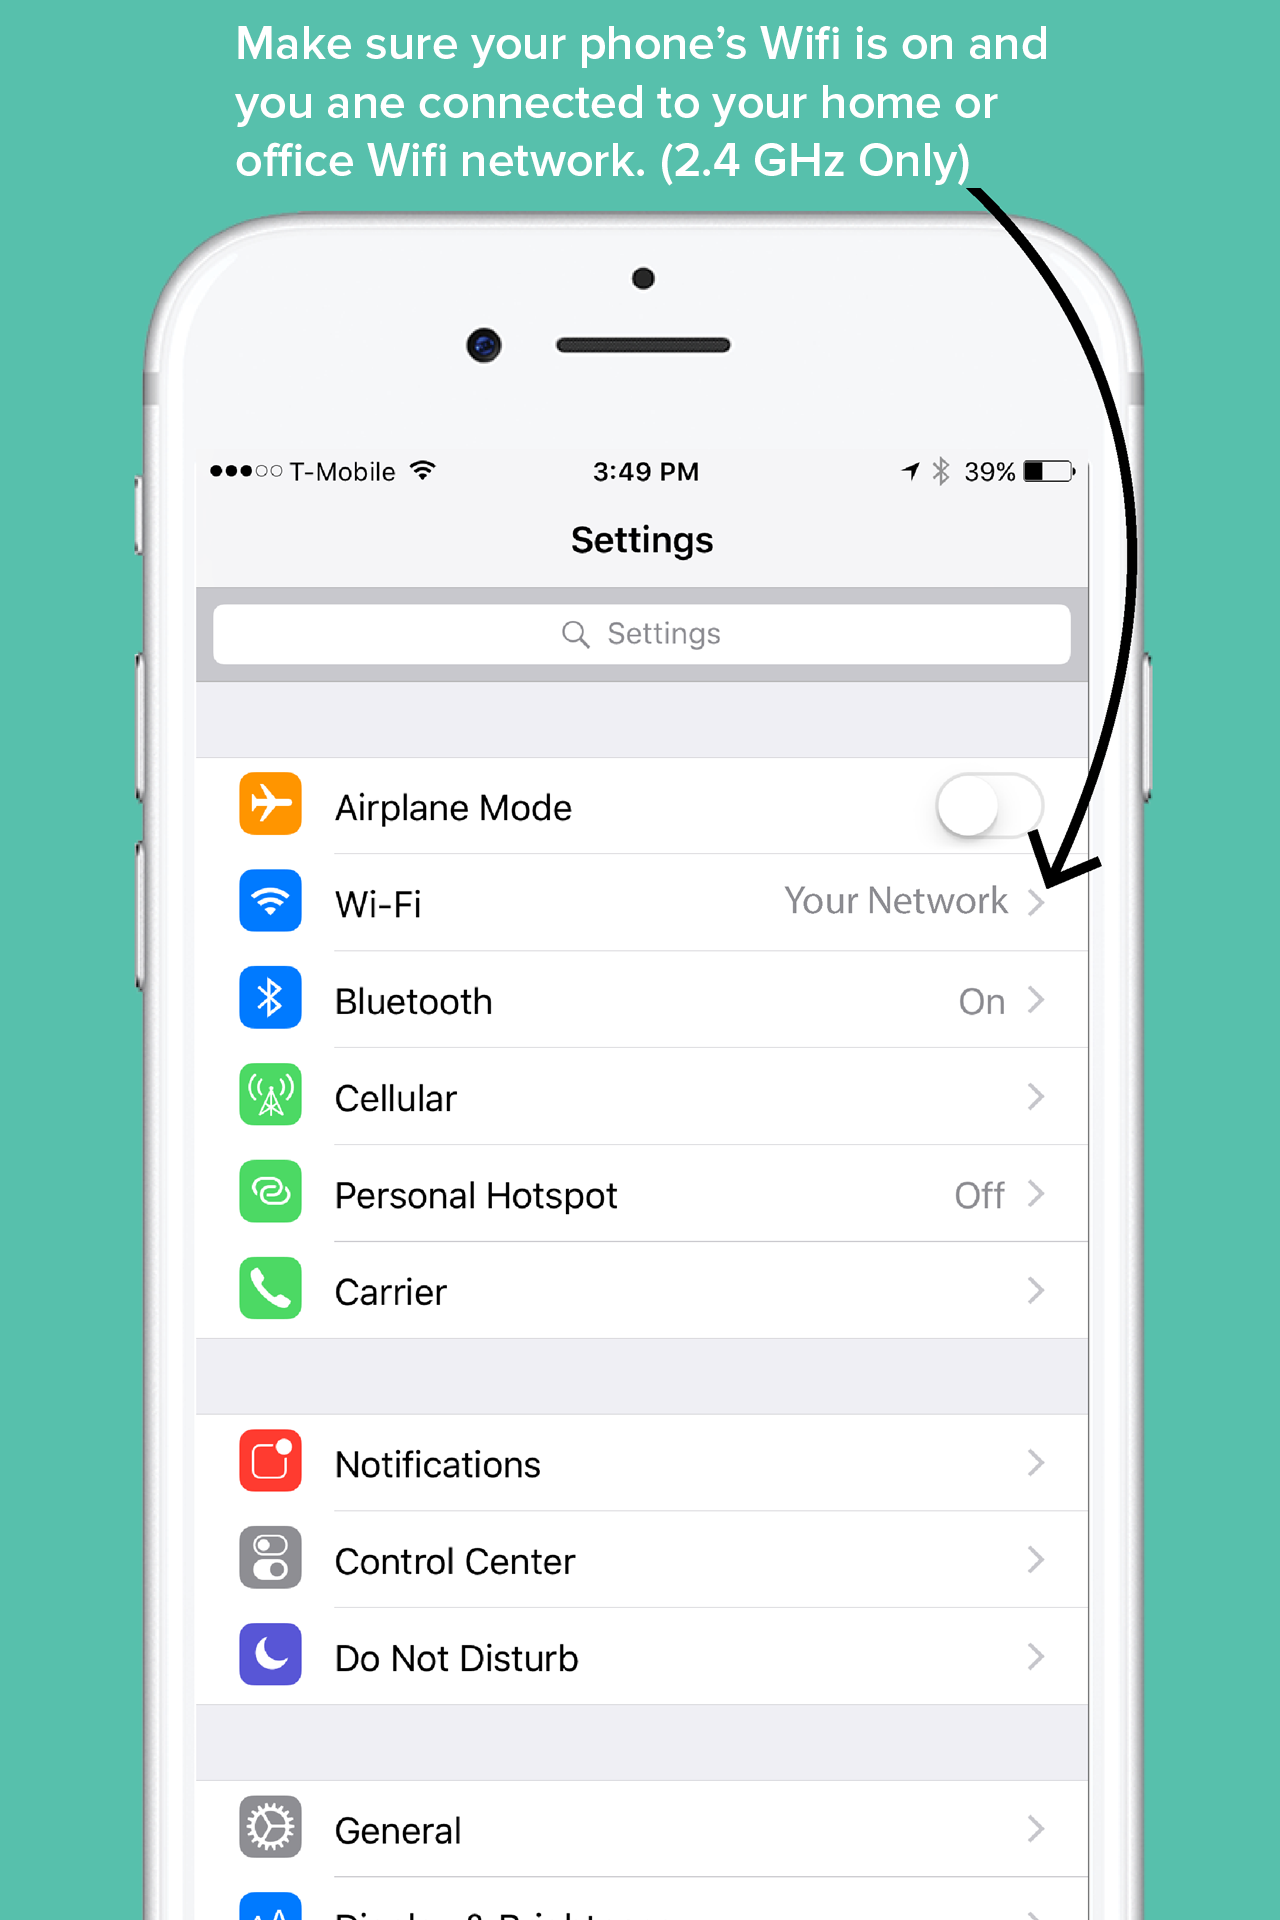 Make sure your phone’s Wifi is on and
you ane connected to your home or
office Wifi network. (2.4 GHz Only)
T-Mobile 3:49 PM 39%
Settings
Settings
Airplane Mode
Wi-Fi Your Network
Bluetooth On
Cellular
Personal Hotspot Off
Carrier
Notifications
Control Center
Do Not Disturb
General